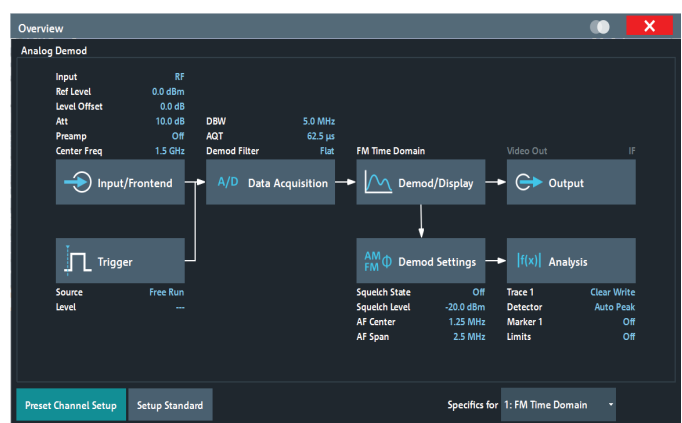 Overview
Analog Demod
Input RF
Ref Level 0.0 dBm
Level Offset 0.0 dB
Att 10.0 dB
Preamp Off
Center Freq 1.5 GHz
DBW 5.0 MHz
AQT 62.5 µs
Demod Filter Flat
FM Time Domain
Video Out IF
Input/Frontend
A/D Data Acquisition
Demod/Display
Output
Trigger
AM FM Φ Demod Settings
|f(x)| Analysis
Source Free Run
Level ---
Squelch State Off
Squelch Level -20.0 dBm
AF Center 1.25 MHz
AF Span 2.5 MHz
Trace 1 Clear Write
Detector Auto Peak
Marker 1 Off
Limits Off
Preset Channel Setup
Setup Standard
Specifics for 1: FM Time Domain